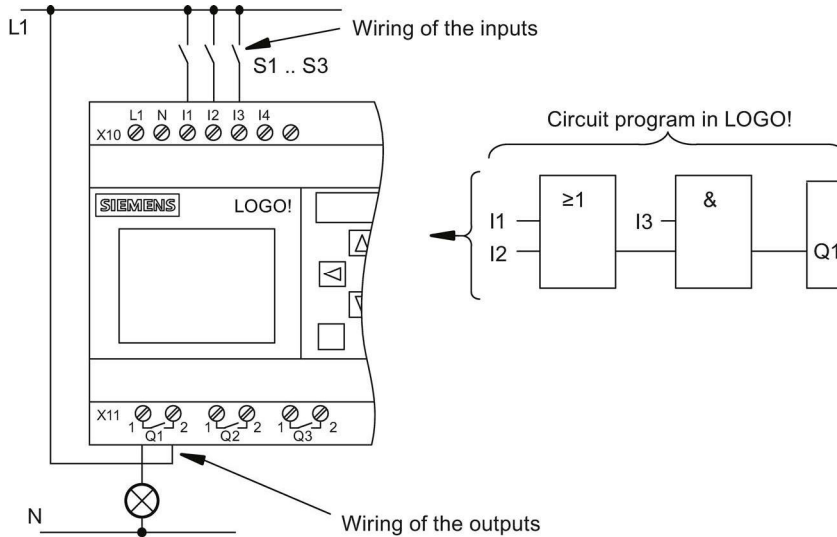 L1
Wiring of the inputs
S1 .. S3
L1 N I1 I2 I3 I4
X10
Circuit program in LOGO!
SIEMENS LOGO!
≥1
&
I1
I2
I3
Q1
X11
1 2 1 2 1 2
Q1 Q2 Q3
N
Wiring of the outputs